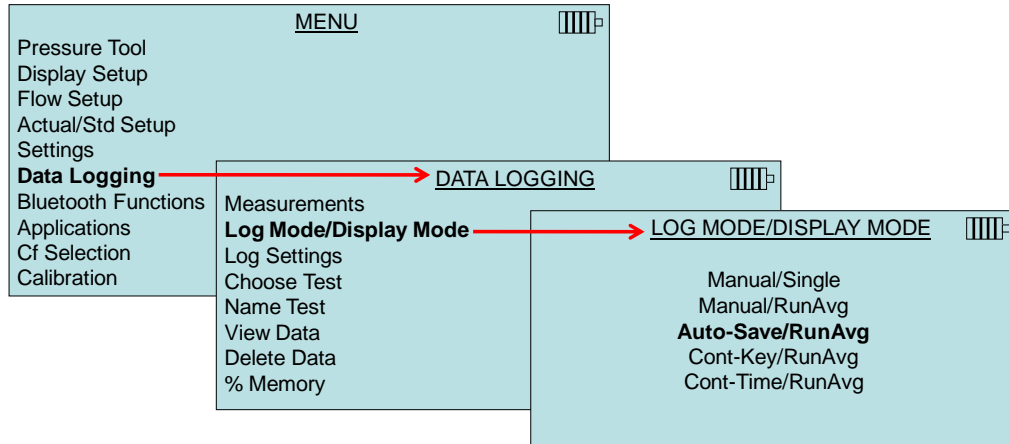 MENU
Pressure Tool
Display Setup
Flow Setup
Actual/Std Setup
Settings
Data Logging
Bluetooth Functions
Applications
Cf Selection
Calibration
DATA LOGGING
Measurements
Log Mode/Display Mode
Log Settings
Choose Test
Name Test
View Data
Delete Data
% Memory
LOG MODE/DISPLAY MODE
Manual/Single
Manual/RunAvg
Auto-Save/RunAvg
Cont-Key/RunAvg
Cont-Time/RunAvg